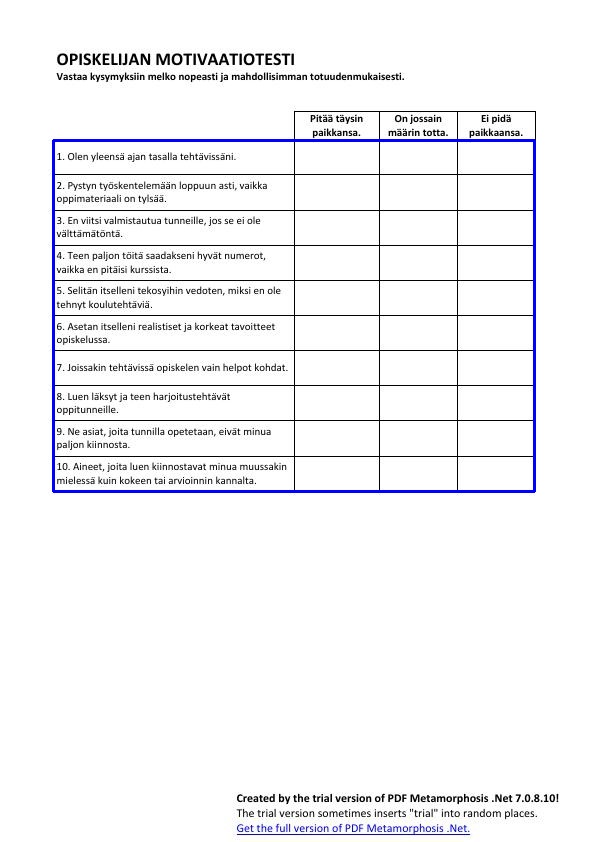 OPISKELIJAN MOTIVAATIOTESTI
Vastaa kysymyksiin melko nopeasti ja mahdollisimman totuudenmukaisesti.
Pitää täysin On jossain Ei pidä
paikkansa. määrin totta. paikkaansa.
1. Olen yleensä ajan tasalla tehtävissäni.
2. Pystyn työskentelemään loppuun asti, vaikka
oppimateriaali on tylsää.
3. En viitsi valmistautua tunneille, jos se ei ole
välttämätöntä.
4. Teen paljon töitä saadakseni hyvät numerot,
vaikka en pitäisi kurssista.
5. Selitän itselleni tekosyihin vedoten, miksi en ole
tehnyt koulutehtäviä.
6. Asetan itselleni realistiset ja korkeat tavoitteet
opiskelussa.
7. Joissakin tehtävissä opiskelen vain helpot kohdat.
8. Luen läksyt ja teen harjoitustehtävät
oppitunneille.
9. Ne asiat, joita tunnilla opetetaan, eivät minua
paljon kiinnosta.
10. Aineet, joita luen kiinnostavat minua muussakin
mielessä kuin kokeen tai arvioinnin kannalta.
Created by the trial version of PDF Metamorphosis .Net 7.0.8.10!
The trial version sometimes inserts "trial" into random places.
Get the full version of PDF Metamorphosis .Net.